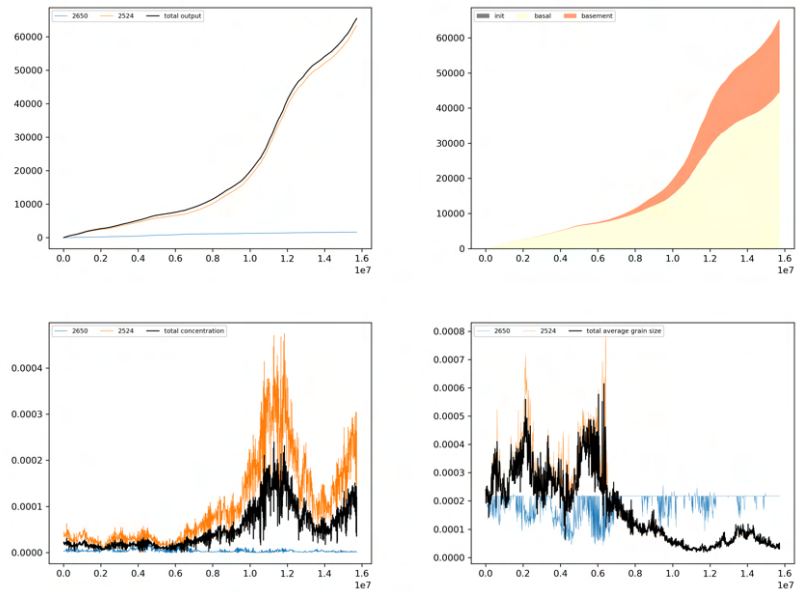 2650 2524 total output
60000
50000
40000
30000
20000
10000
0
0.0 0.2 0.4 0.6 0.8 1.0 1.2 1.4 1.6
1e7
init basal basement
60000
50000
40000
30000
20000
10000
0
0.0 0.2 0.4 0.6 0.8 1.0 1.2 1.4 1.6
1e7
2650 2524 total concentration
0.0004
0.0003
0.0002
0.0001
0.0000
0.0 0.2 0.4 0.6 0.8 1.0 1.2 1.4 1.6
1e7
2650 2524 total average grain size
0.0008
0.0007
0.0006
0.0005
0.0004
0.0003
0.0002
0.0001
0.0000
0.0 0.2 0.4 0.6 0.8 1.0 1.2 1.4 1.6
1e7